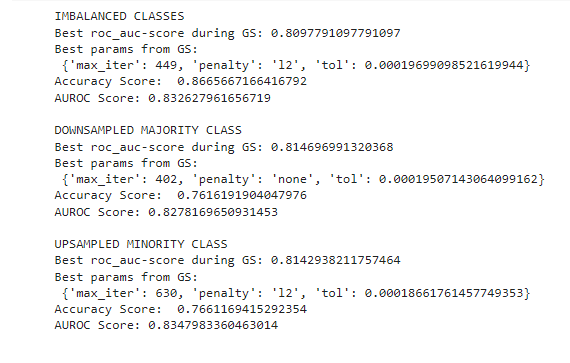 IMBALANCED CLASSES
Best roc_auc-score during GS: 0.8097791097791097
Best params from GS:
{'max_iter': 449, 'penalty': 'l2', 'tol': 0.00019699098521619944}
Accuracy Score:  0.8665667166416792
AUROC Score: 0.832627961656719

DOWNSAMPLED MAJORITY CLASS
Best roc_auc-score during GS: 0.814696991320368
Best params from GS:
{'max_iter': 402, 'penalty': 'none', 'tol': 0.00019507143064099162}
Accuracy Score:  0.7616191904047976
AUROC Score: 0.8278169650931453

UPSAMPLED MINORITY CLASS
Best roc_auc-score during GS: 0.8142938211757464
Best params from GS:
{'max_iter': 630, 'penalty': 'l2', 'tol': 0.00018661761457749353}
Accuracy Score:  0.7661169415292354
AUROC Score: 0.8347983360463014